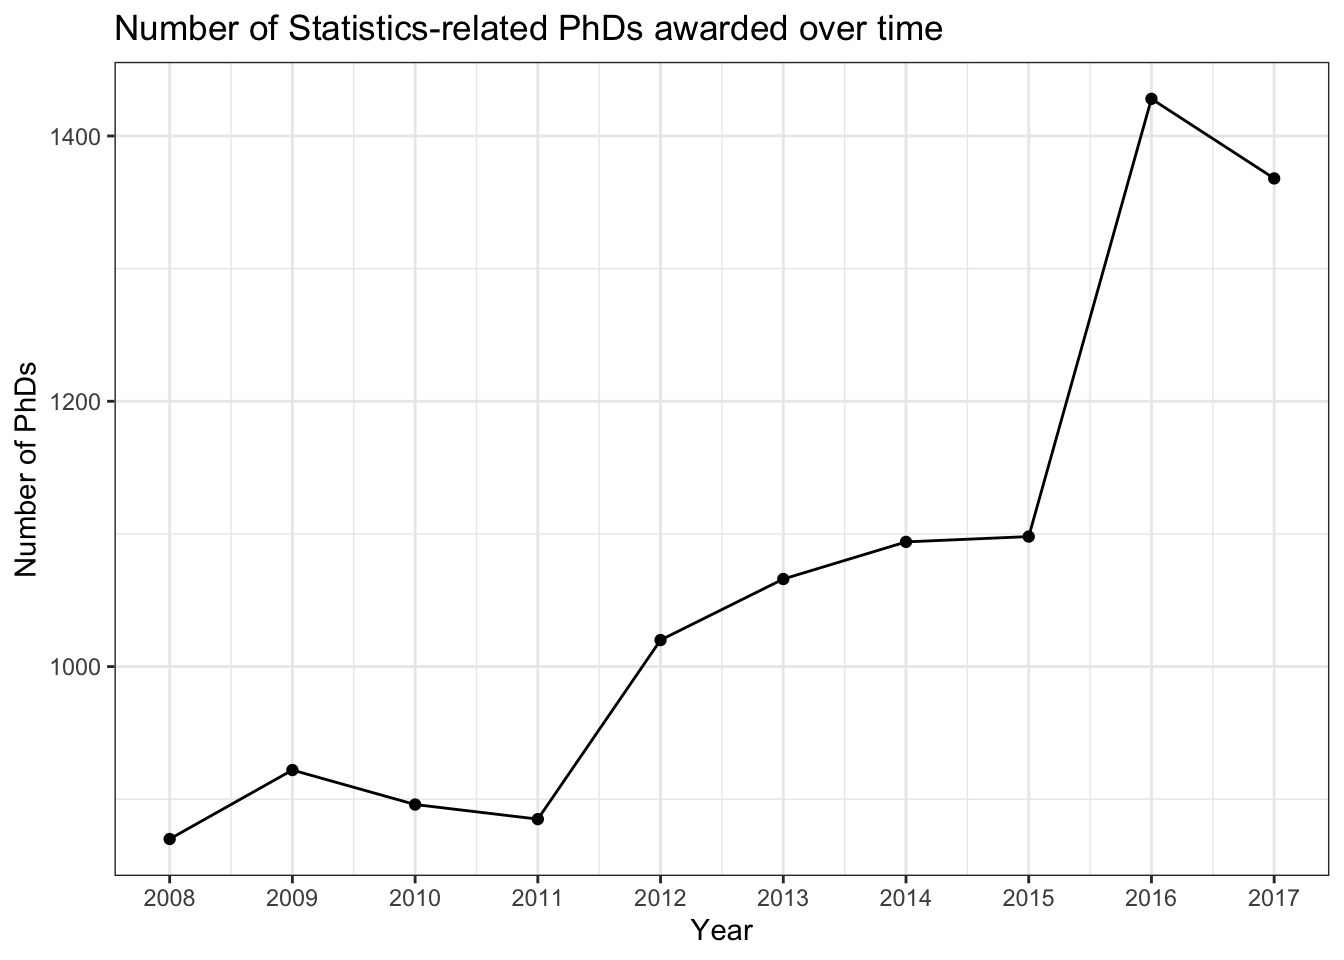 Number of Statistics-related PhDs awarded over time
Number of PhDs
1400
1200
1000
2008 2009 2010 2011 2012 2013 2014 2015 2016 2017
Year